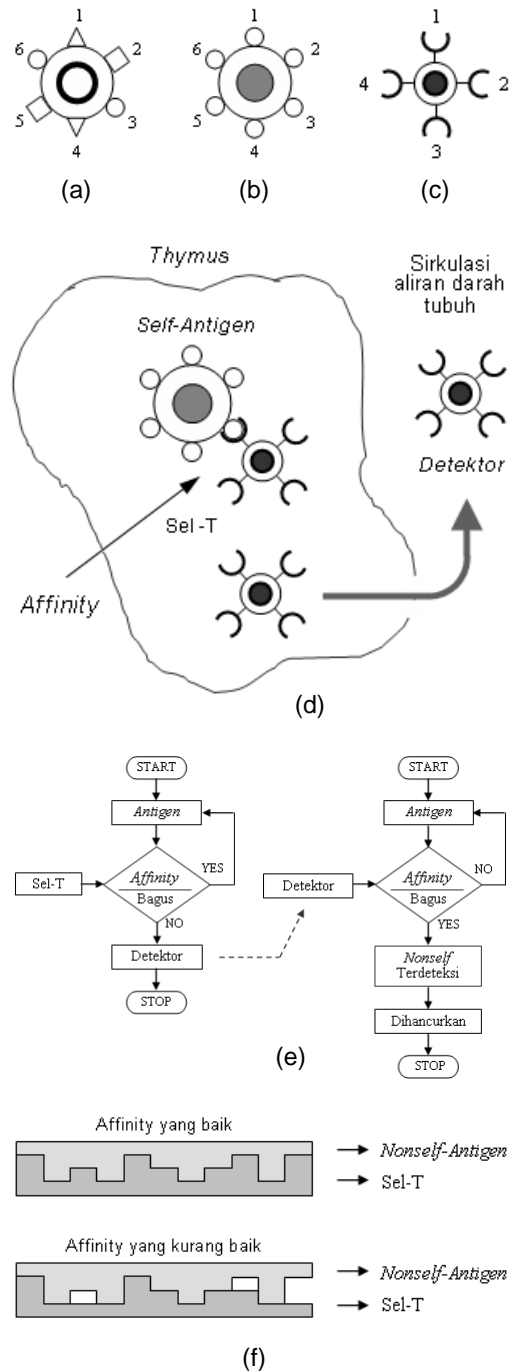 1
6 2
5 3
4
(a)
1
6 2
5 3
4
(b)
1
4 2
3
(c)
Thymus
Self-Antigen
Sel -T
Affinity
Sirkulasi
aliran darah
tubuh
Detektor
(d)
START
Antigen
Sel-T
Affinity
Bagus
YES
NO
Detektor
STOP
START
Antigen
Detektor
Affinity
Bagus
NO
YES
Nonself
Terdeteksi
Dihancurkan
STOP
(e)
Affinity yang baik
Nonself-Antigen
Sel-T
Affinity yang kurang baik
Nonself-Antigen
Sel-T
(f)